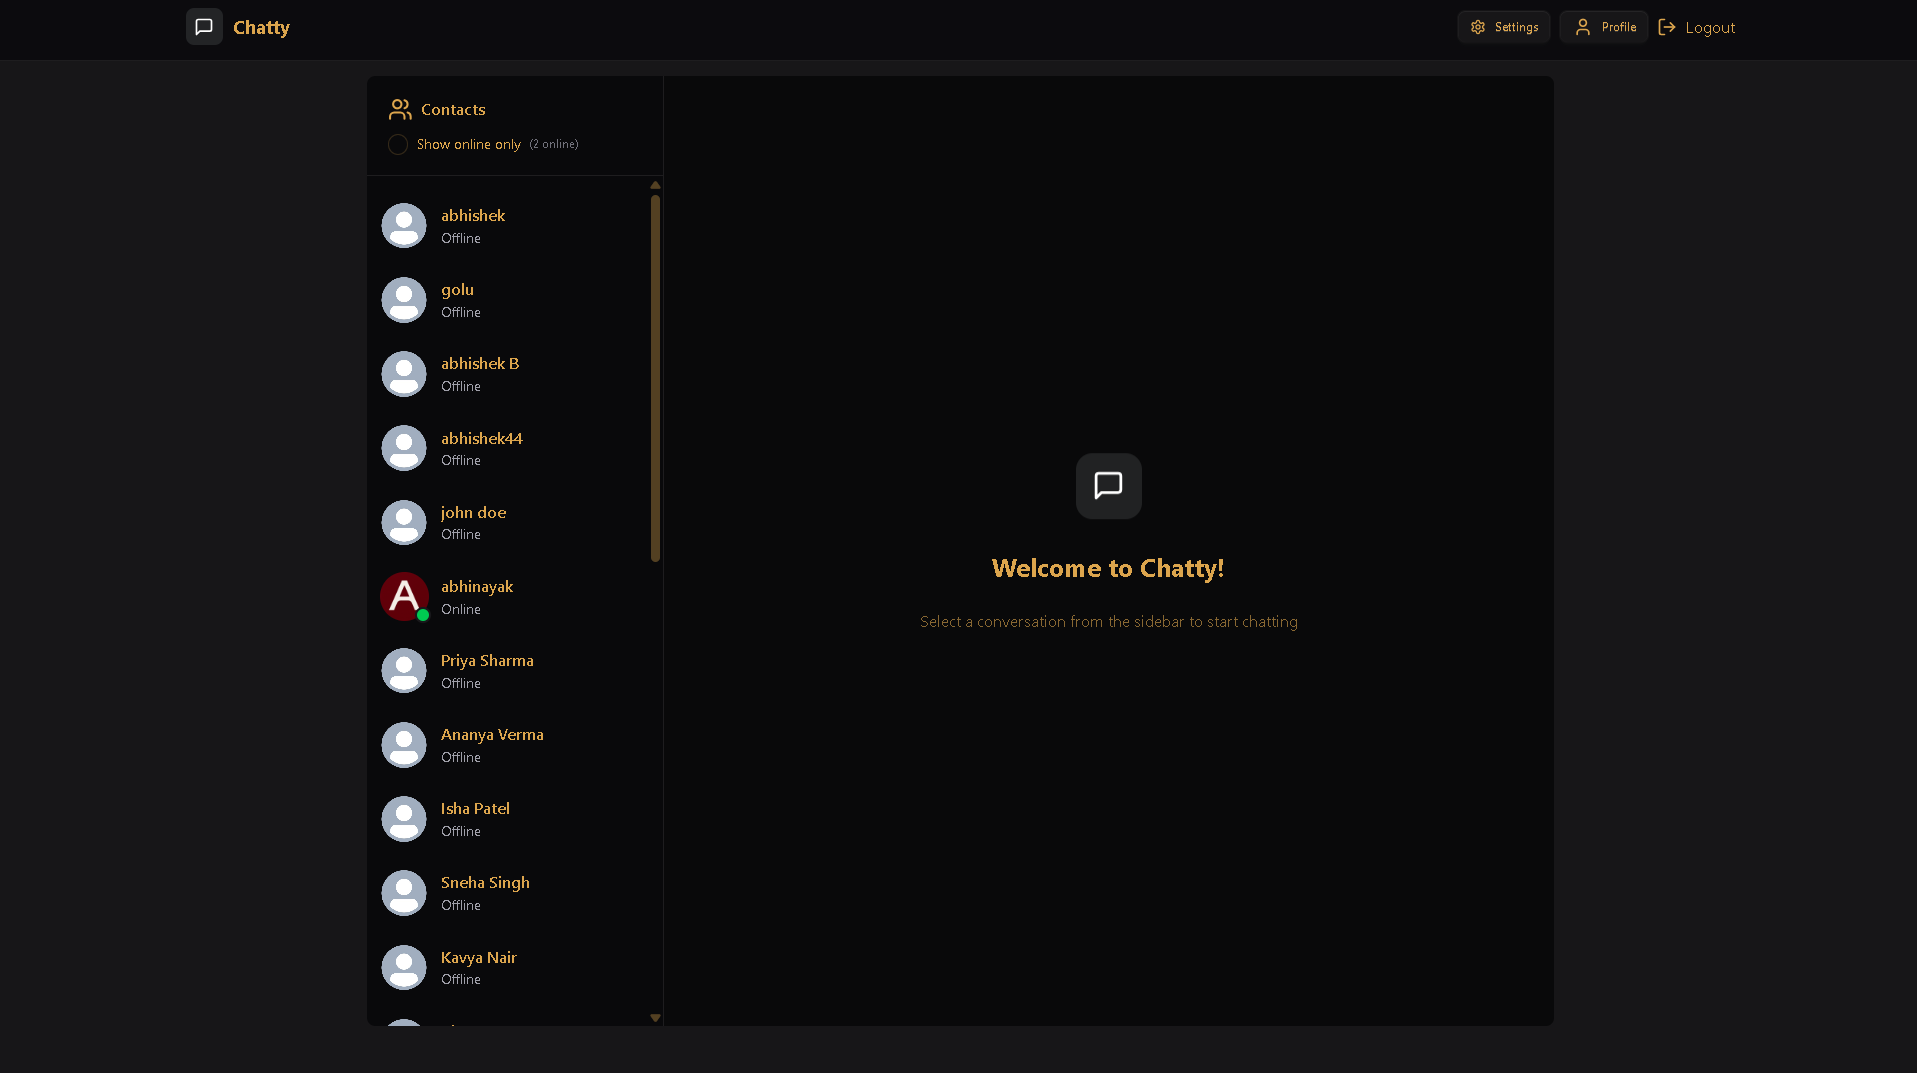 Chatty
Settings
Profile
Logout
Contacts
Show online only (2 online)
abhishek
Offline
golu
Offline
abhishek B
Offline
abhishek44
Offline
john doe
Offline
A
abhinayak
Online
Priya Sharma
Offline
Ananya Verma
Offline
Isha Patel
Offline
Sneha Singh
Offline
Kavya Nair
Offline
Welcome to Chatty!
Select a conversation from the sidebar to start chatting